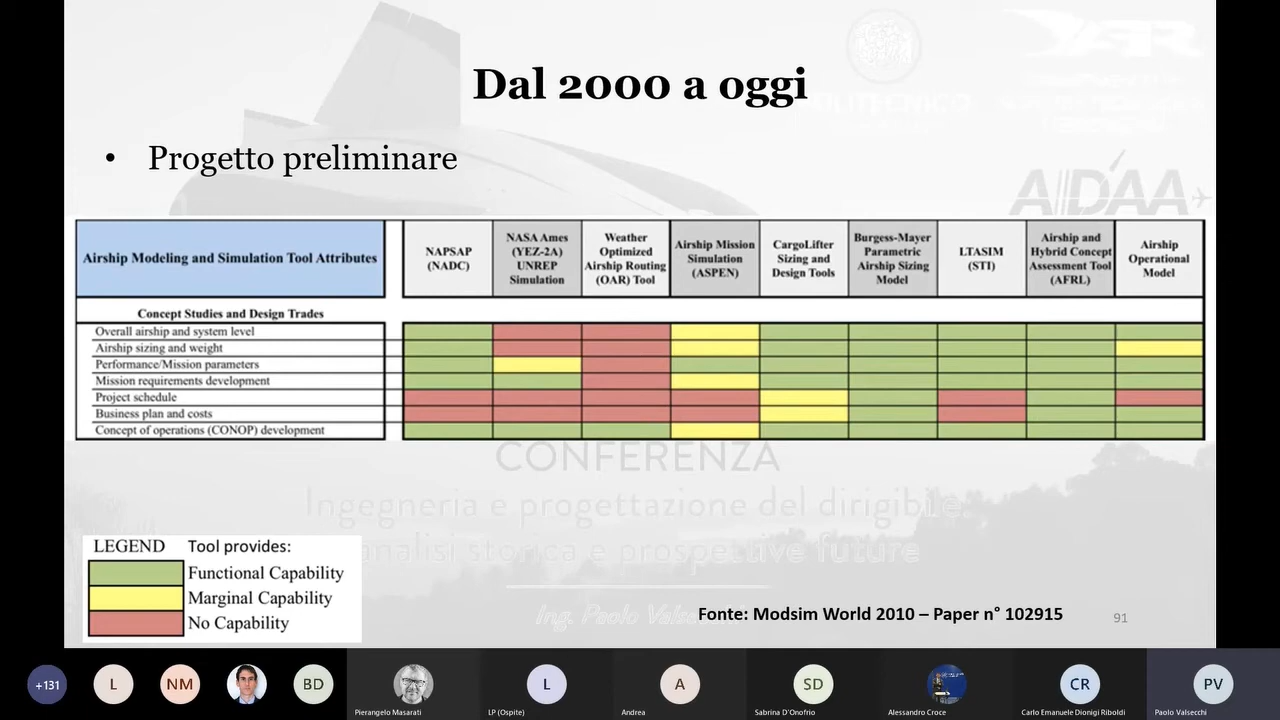 Dal 2000 a oggi
• Progetto preliminare
POLITECNICO
AIDAA
Airship Modeling and Simulation Tool Attributes
NAPSAP
(NADC)
NASA Ames
(YEZ-2A)
UNREP
Simulation
Weather
Optimized
Airship Routing
(OAR) Tool
Airship Mission
Simulation
(ASPEN)
CargoLifter
Sizing and
Design Tools
Burgess-Mayer
Parametric
Airship Sizing
Model
LTASIM
(STI)
Airship and
Hybrid Concept
Assessment Tool
(AFRL)
Airship
Operational
Model
Concept Studies and Design Trades
Overall airship and system level
Airship sizing and weight
Performance/Mission parameters
Mission requirements development
Project schedule
Business plan and costs
Concept of operations (CONOP) development
CONFERENZA
Ingegneria e progettazione del dirigibile
analisi storica e prospettive future
LEGEND Tool provides:
Functional Capability
Marginal Capability
No Capability
Ing. Paolo
Fonte: Modsim World 2010 – Paper n° 102915
91
+131
L
NM
BD
Pierangelo Masarati
L
LP (Ospite)
A
Andrea
SD
Sabrina D'Onofrio
Alessandro Croce
CR
Carlo Emanuele Dionigi Riboldi
PV
Paolo Valsecchi